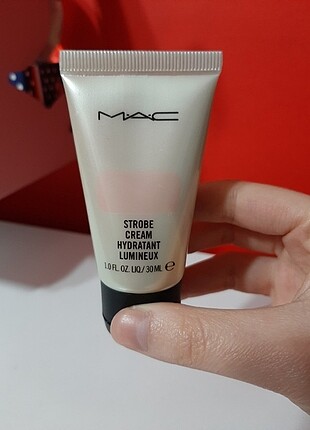 M·A·C
STROBE
CREAM
HYDRATANT
LUMINEUX
1.0 FL. OZ. LIQ./ 30 ML ℮